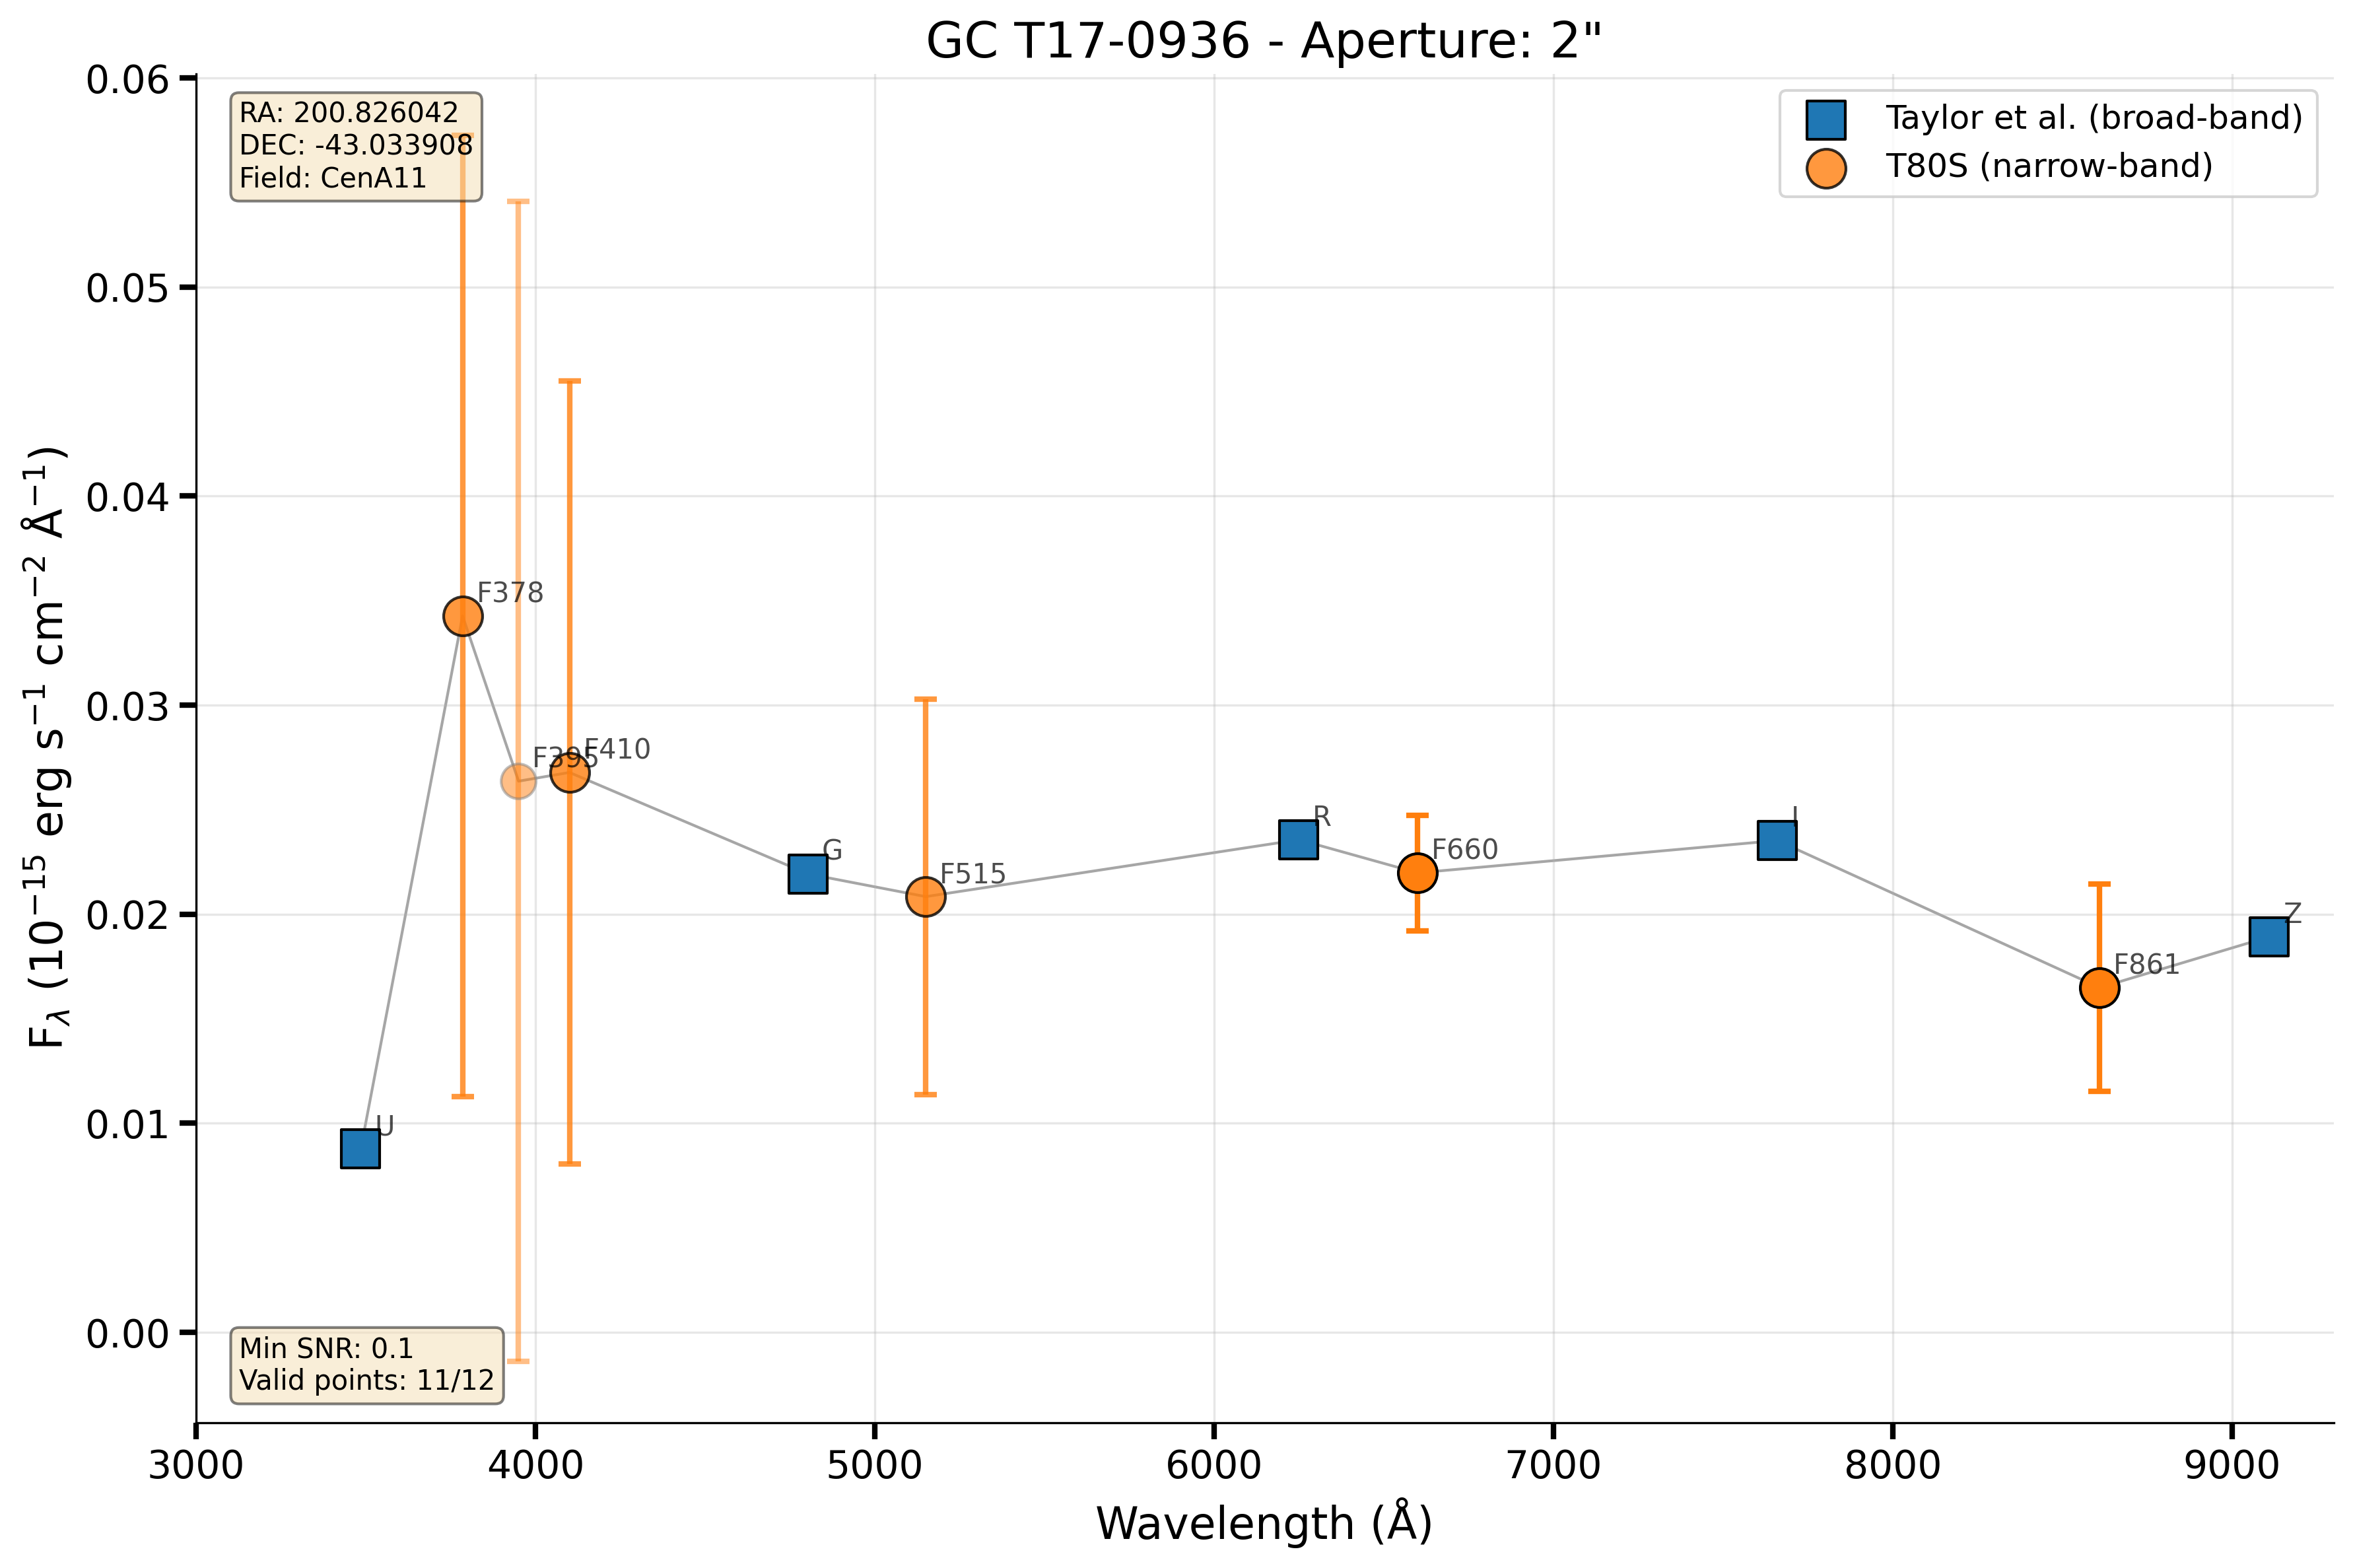 GC T17-0936 - Aperture: 2"
RA: 200.826042
DEC: -43.033908
Field: CenA11
Taylor et al. (broad-band)
T80S (narrow-band)
0.06
0.05
0.04
0.03
0.02
0.01
0.00
F_λ (10⁻¹⁵ erg s⁻¹ cm⁻² Å⁻¹)
U
F378
F395
F410
G
F515
R
F660
I
F861
Z
Min SNR: 0.1
Valid points: 11/12
3000 4000 5000 6000 7000 8000 9000
Wavelength (Å)